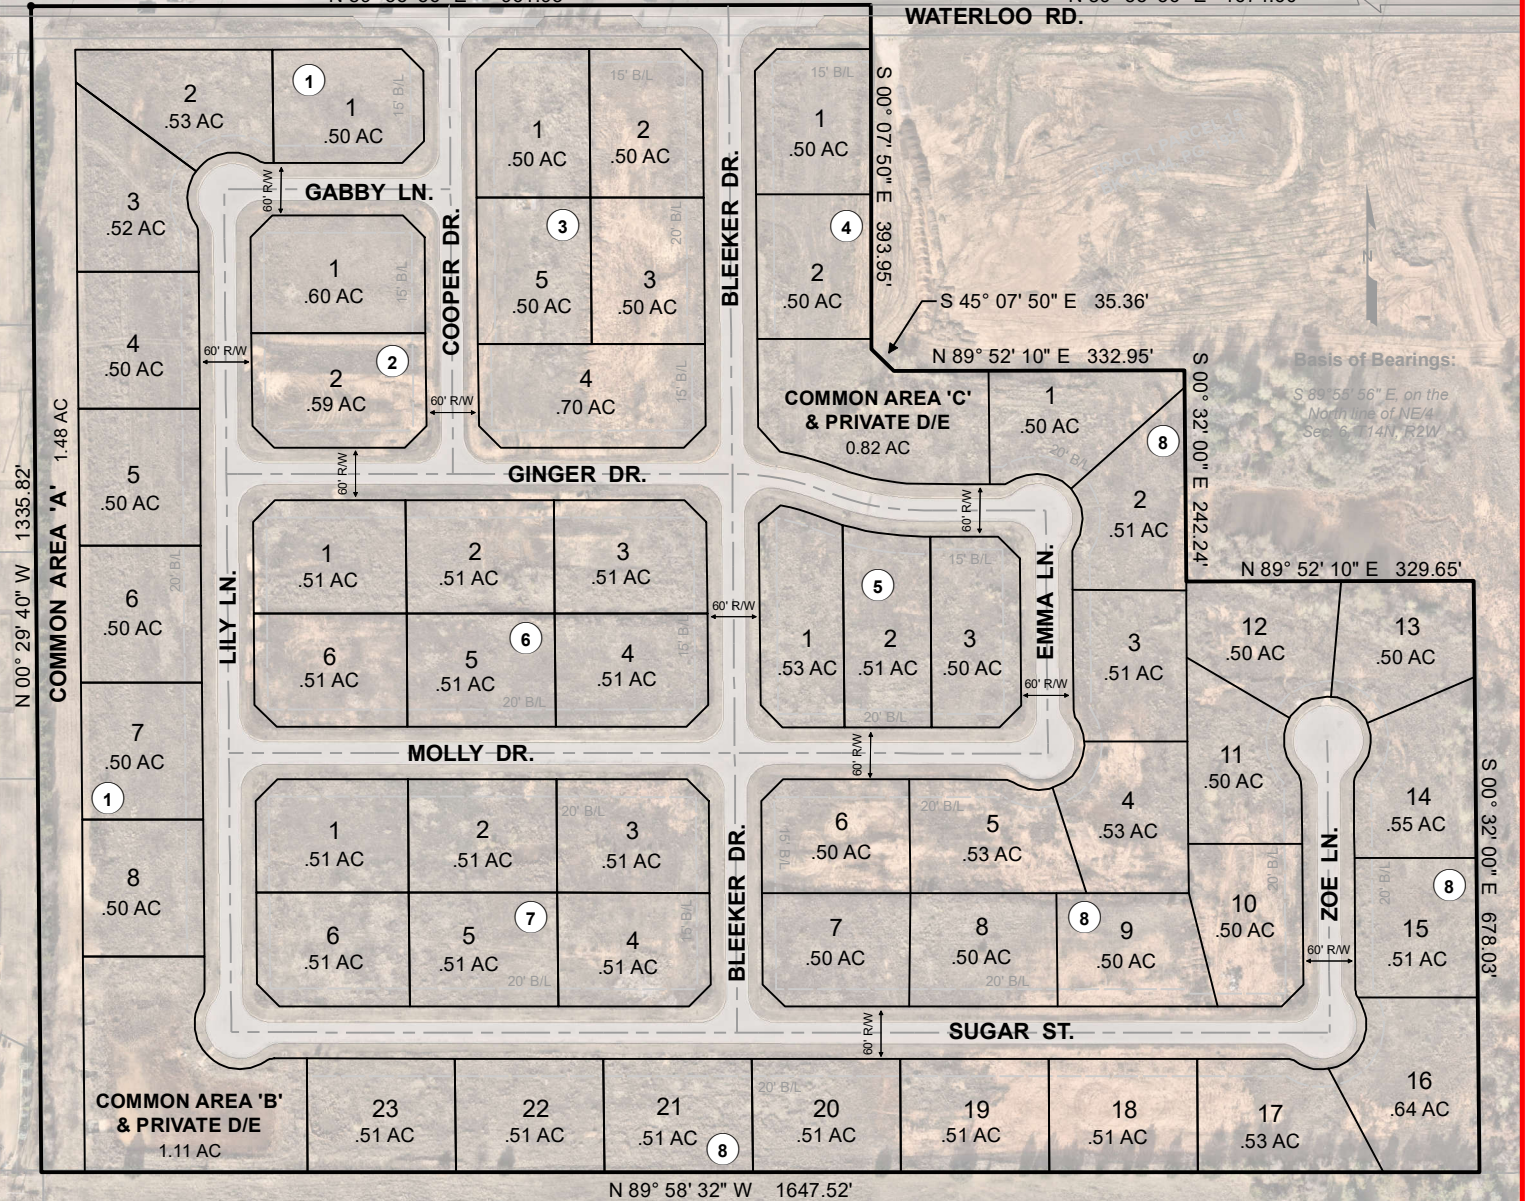 WATERLOO RD.
S 00° 07' 50" E 393.95'
S 45° 07' 50" E 35.36'
N 89° 52' 10" E 332.95'
S 00° 32' 00" E 242.24'
N 89° 52' 10" E 329.65'
S 00° 32' 00" E 678.03'
N 89° 58' 32" W 1647.52'
N 00° 29' 40" W 1335.82'
COMMON AREA 'A' 1.48 AC
Basis of Bearings:
S 89°55' 56" E, on the
North line of NE/4
Sec. 6, T14N, R2W
1
2
.53 AC
1
.50 AC
15' B/L
3
.52 AC
4
.50 AC
5
.50 AC
6
.50 AC
20' B/L
7
.50 AC
1
8
.50 AC
GABBY LN.
60' R/W
1
.60 AC
15' B/L
2
2
.59 AC
60' R/W
60' R/W
60' R/W
COOPER DR.
1
.50 AC
2
.50 AC
15' B/L
3
5
.50 AC
3
.50 AC
20' B/L
4
.70 AC
15' B/L
BLEEKER DR.
1
.50 AC
15' B/L
4
2
.50 AC
COMMON AREA 'C'
& PRIVATE D/E
0.82 AC
1
.50 AC
20' B/L
8
2
.51 AC
GINGER DR.
60' R/W
LILY LN.
1
.51 AC
2
.51 AC
3
.51 AC
6
6
.51 AC
5
.51 AC
20' B/L
4
.51 AC
15' B/L
60' R/W
5
15' B/L
1
.53 AC
2
.51 AC
3
.50 AC
20' B/L
EMMA LN.
60' R/W
3
.51 AC
12
.50 AC
13
.50 AC
MOLLY DR.
60' R/W
11
.50 AC
4
.53 AC
14
.55 AC
1
.51 AC
2
.51 AC
20' B/L
3
.51 AC
7
6
.51 AC
5
.51 AC
20' B/L
4
.51 AC
15' B/L
BLEEKER DR.
15' B/L
6
.50 AC
20' B/L
5
.53 AC
7
.50 AC
8
.50 AC
20' B/L
8
9
.50 AC
10
.50 AC
20' B/L
ZOE LN.
60' R/W
20' B/L
8
15
.51 AC
SUGAR ST.
60' R/W
COMMON AREA 'B'
& PRIVATE D/E
1.11 AC
23
.51 AC
22
.51 AC
21
.51 AC
8
20' B/L
20
.51 AC
19
.51 AC
18
.51 AC
17
.53 AC
16
.64 AC